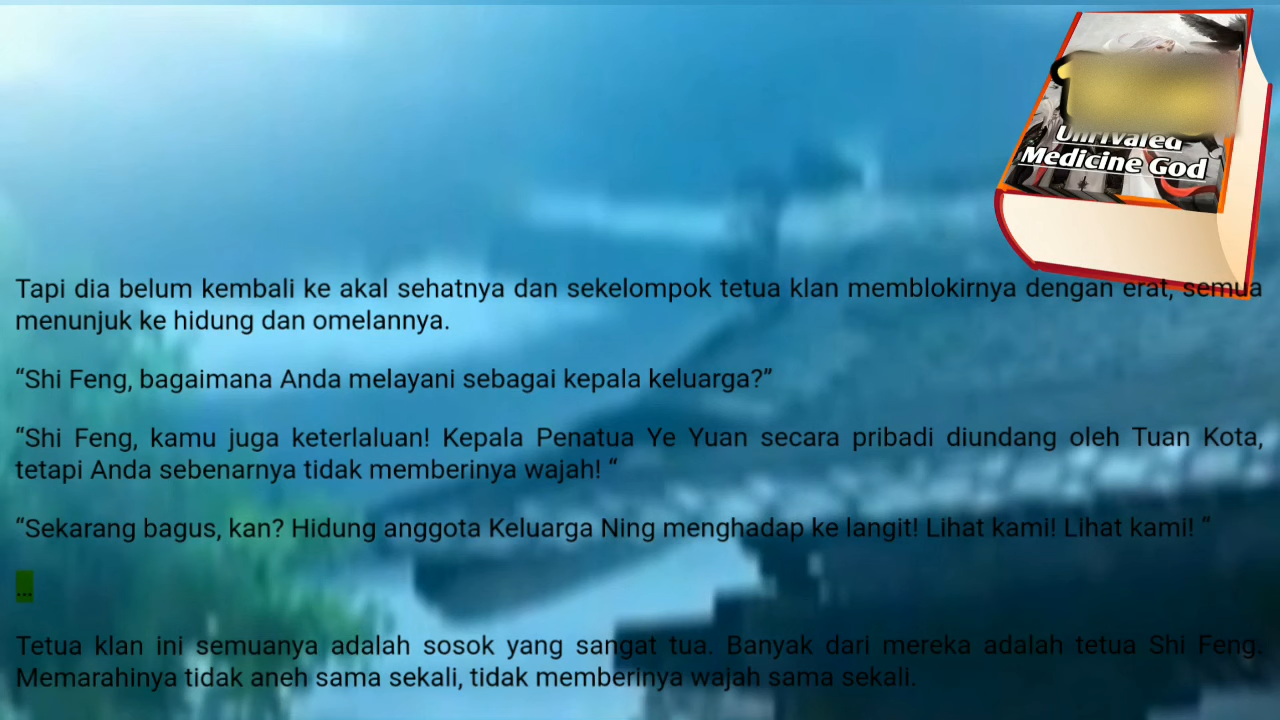 Unrivaled
Medicine God
Tapi dia belum kembali ke akal sehatnya dan sekelompok tetua klan memblokirnya dengan erat, semua
menunjuk ke hidung dan omelannya.
“Shi Feng, bagaimana Anda melayani sebagai kepala keluarga?”
“Shi Feng, kamu juga keterlaluan! Kepala Penatua Ye Yuan secara pribadi diundang oleh Tuan Kota,
tetapi Anda sebenarnya tidak memberinya wajah! “
“Sekarang bagus, kan? Hidung anggota Keluarga Ning menghadap ke langit! Lihat kami! Lihat kami! “
...
Tetua klan ini semuanya adalah sosok yang sangat tua. Banyak dari mereka adalah tetua Shi Feng.
Memarahinya tidak aneh sama sekali, tidak memberinya wajah sama sekali.